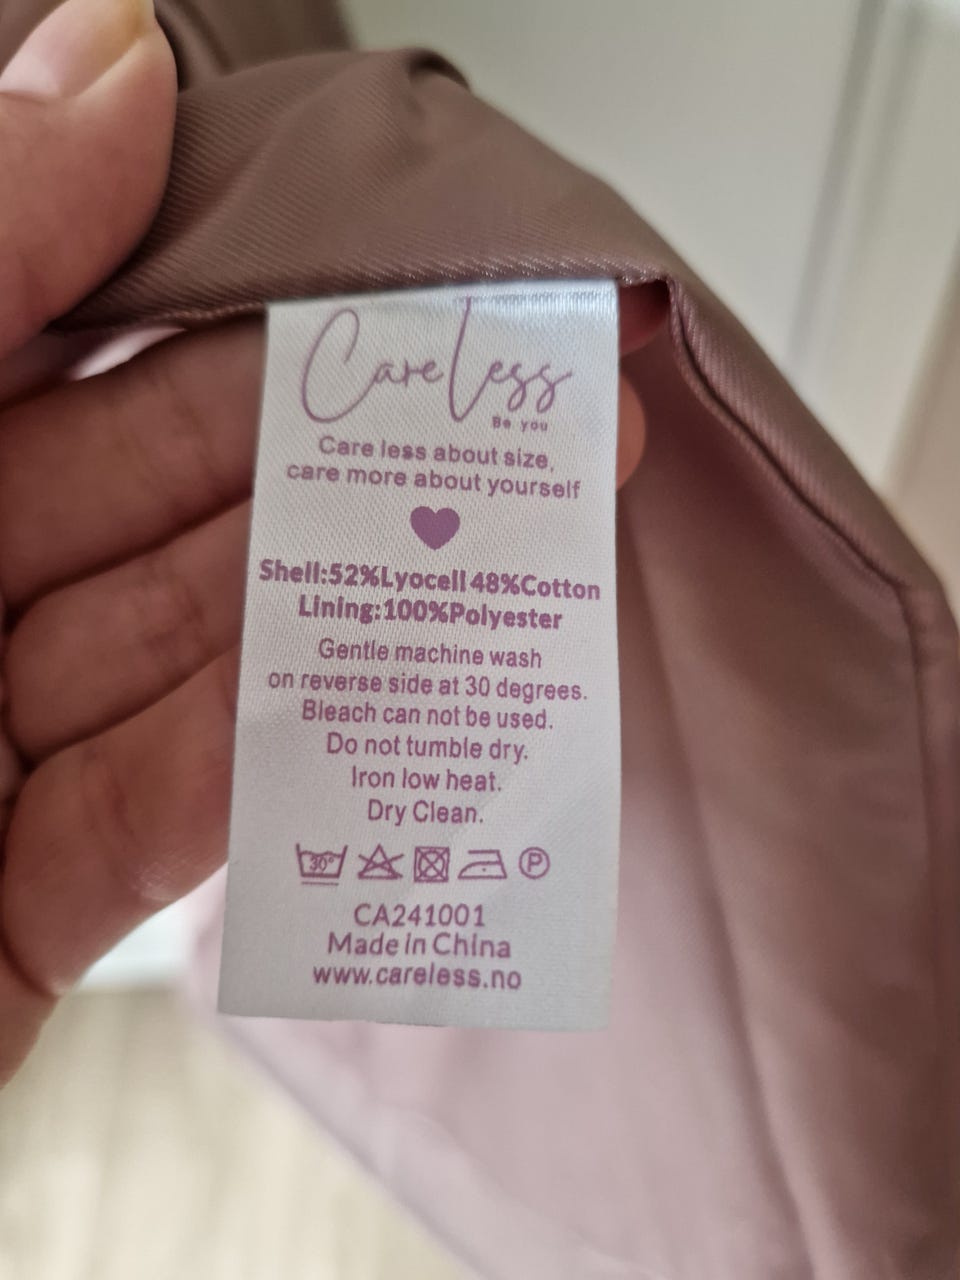 CareLess
Be you
Care less about size,
care more about yourself
Shell:52%Lyocell 48%Cotton
Lining:100%Polyester
Gentle machine wash
on reverse side at 30 degrees.
Bleach can not be used.
Do not tumble dry.
Iron low heat.
Dry Clean.
30° P
CA241001
Made in China
www.careless.no